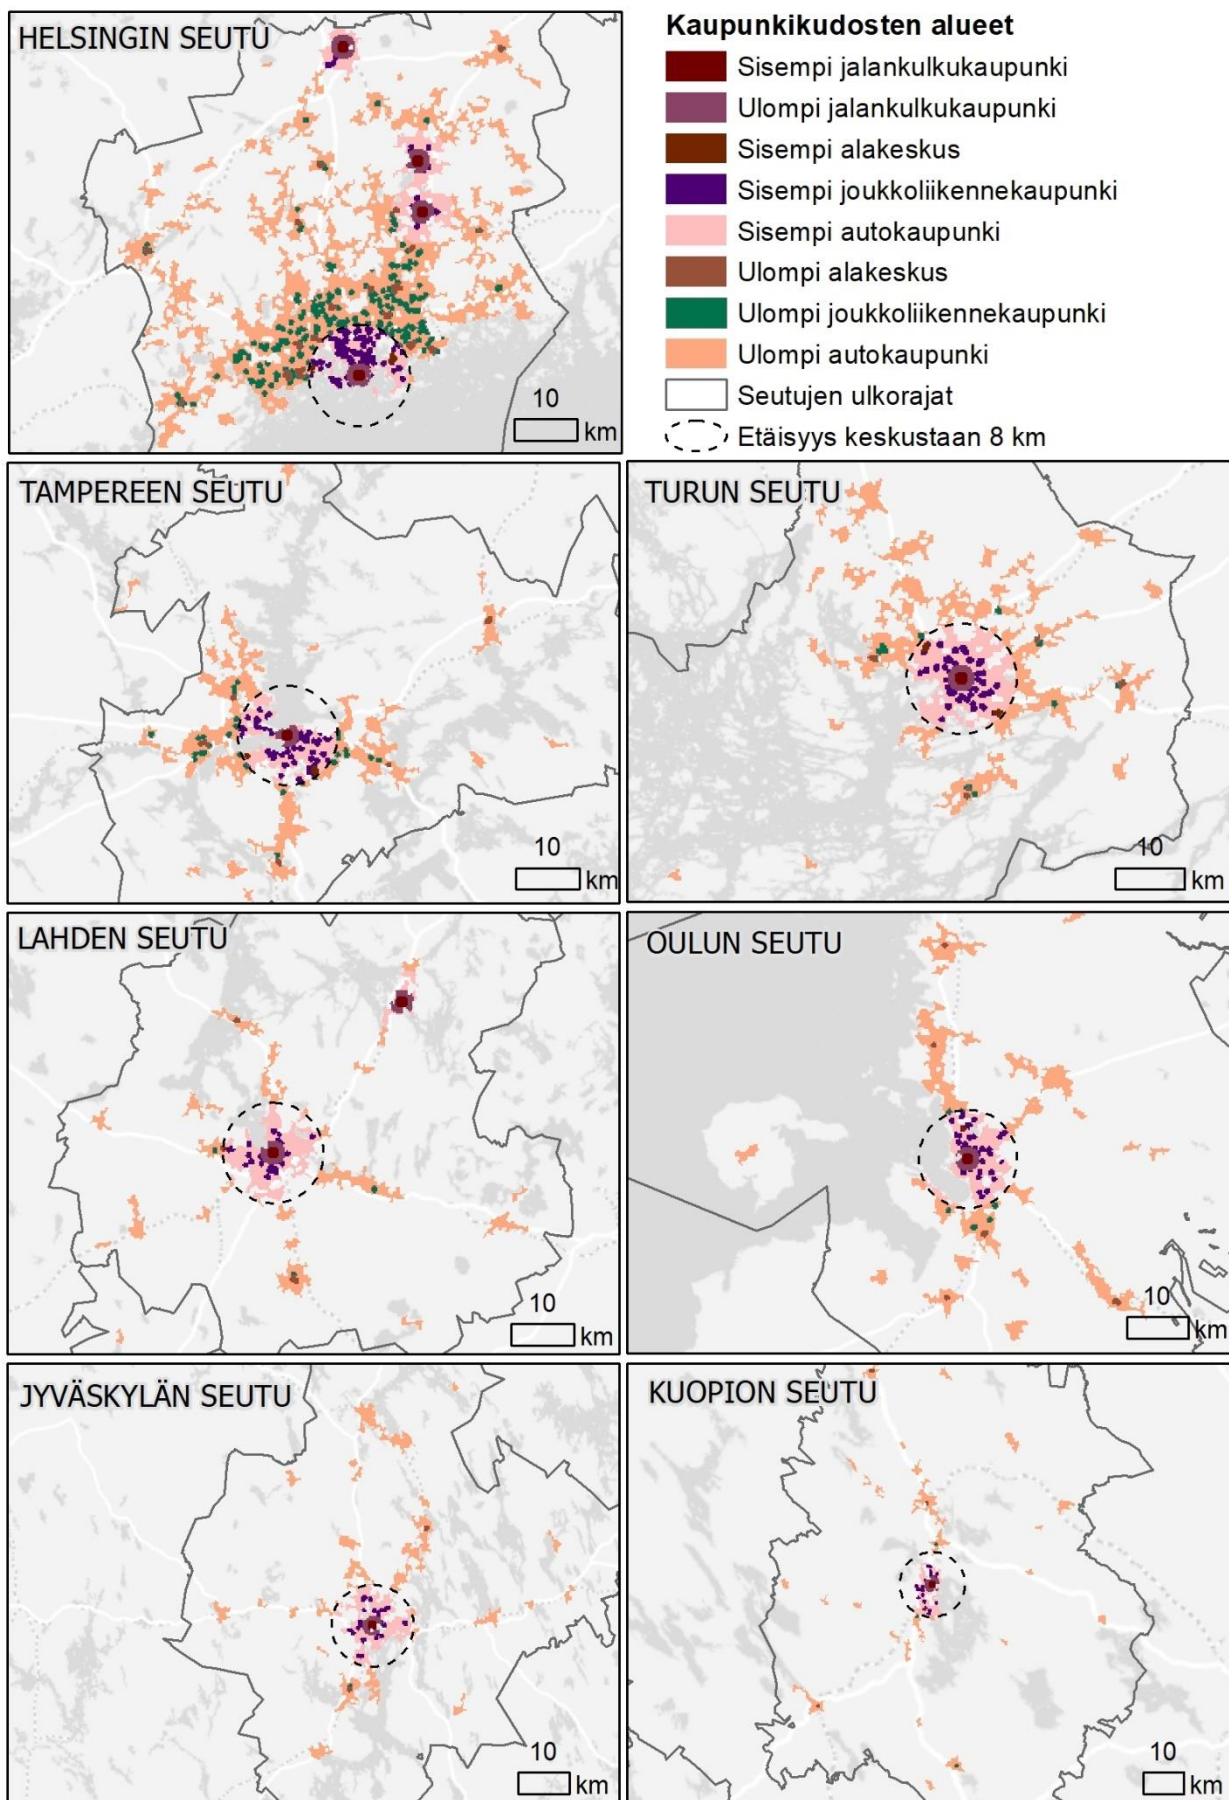 HELSINGIN SEUTU
10
km
Kaupunkikudosten alueet
Sisempi jalankulkukaupunki
Ulompi jalankulkukaupunki
Sisempi alakeskus
Sisempi joukkoliikennekaupunki
Sisempi autokaupunki
Ulompi alakeskus
Ulompi joukkoliikennekaupunki
Ulompi autokaupunki
Seutujen ulkorajat
Etäisyys keskustaan 8 km
TAMPEREEN SEUTU
10
km
TURUN SEUTU
10
km
LAHDEN SEUTU
10
km
OULUN SEUTU
10
km
JYVÄSKYLÄN SEUTU
10
km
KUOPION SEUTU
10
km